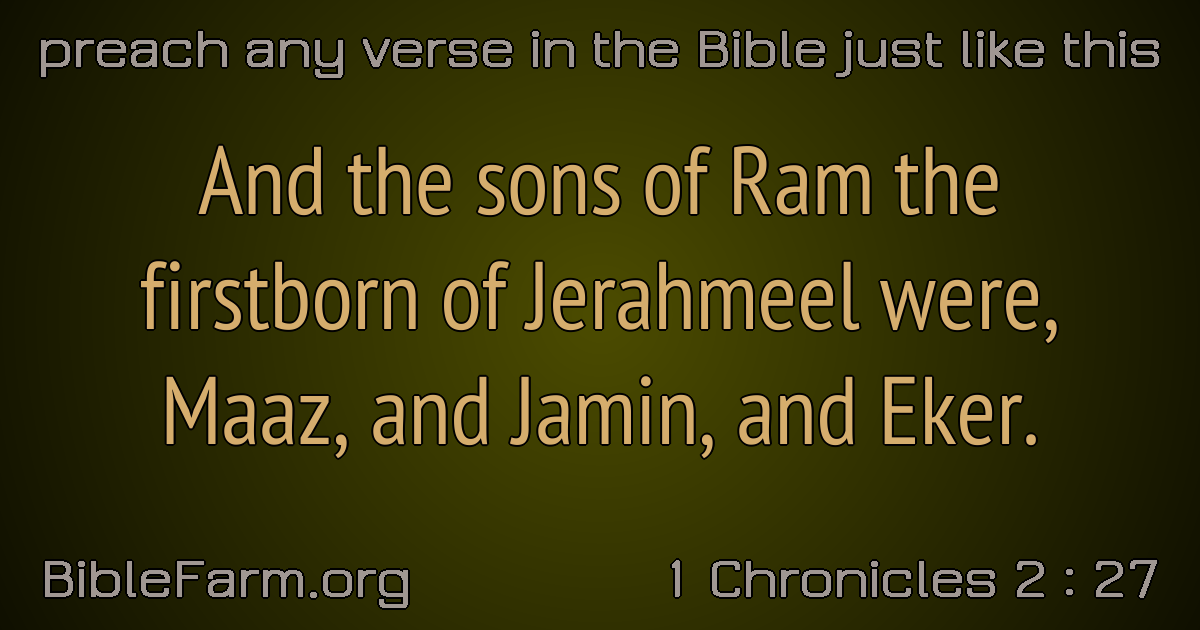 preach any verse in the Bible just like this
And the sons of Ram the
firstborn of Jerahmeel were,
Maaz, and Jamin, and Eker.
BibleFarm.org
1 Chronicles 2 : 27